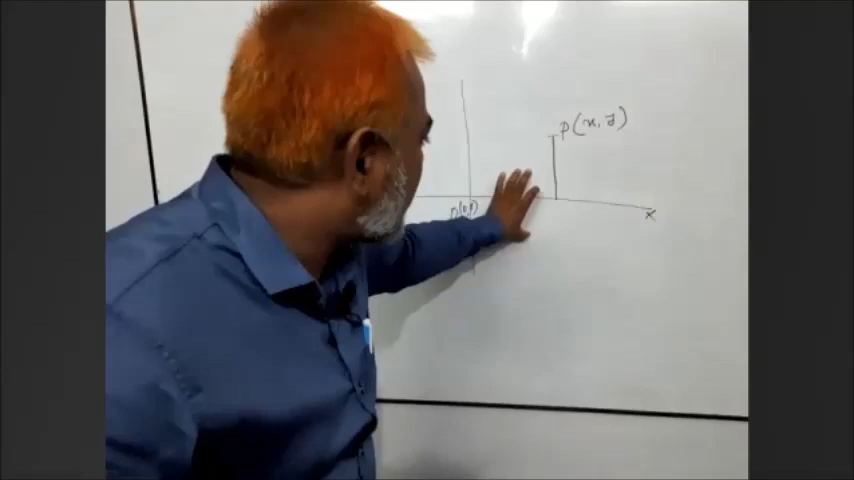 P(x, y)
O(0,0)
X